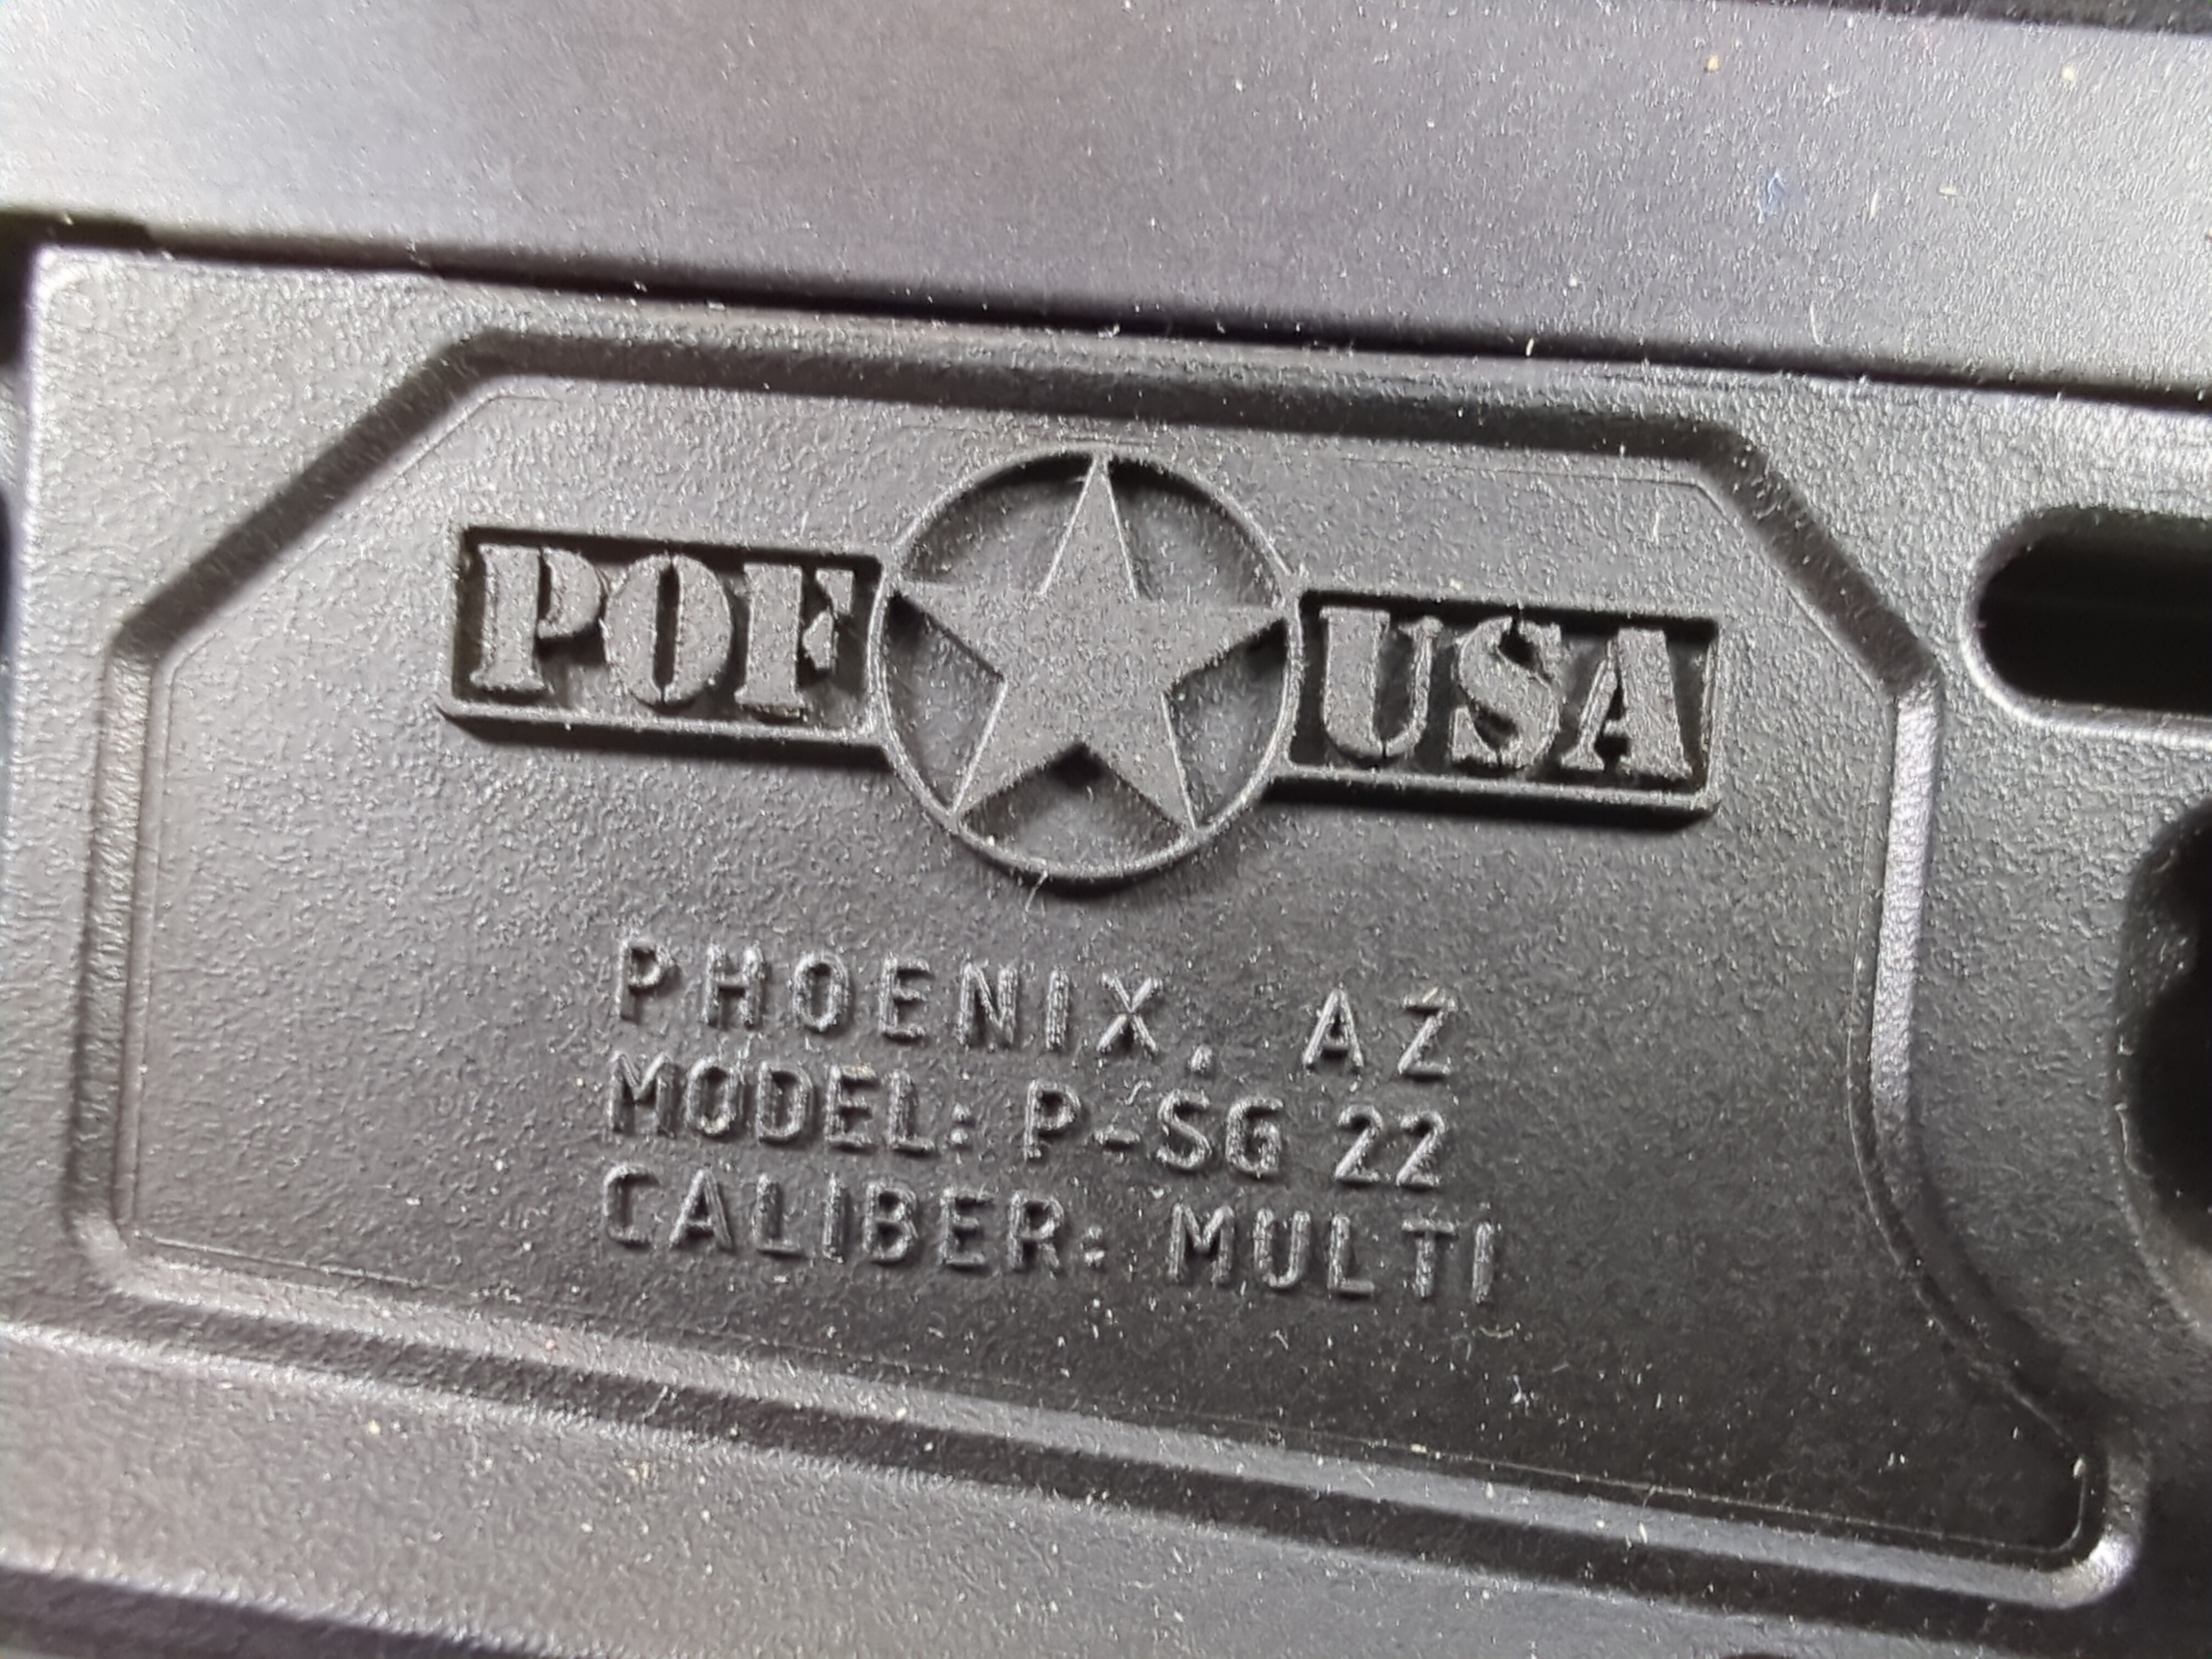 POF USA
PHOENIX, AZ
MODEL: P-SG 22
CALIBER: MULTI